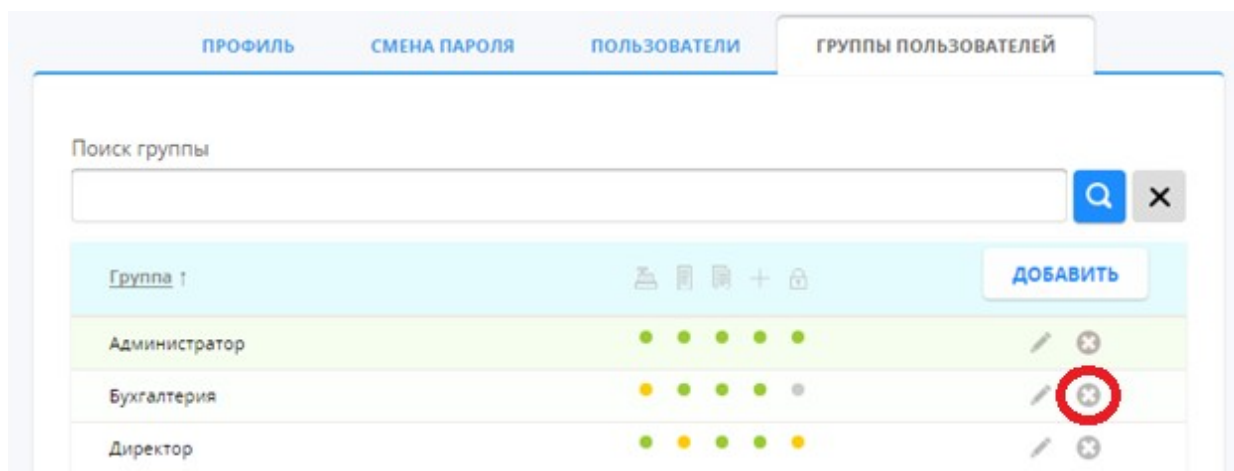 ПРОФИЛЬ СМЕНА ПАРОЛЯ ПОЛЬЗОВАТЕЛИ ГРУППЫ ПОЛЬЗОВАТЕЛЕЙ
Поиск группы
Группа ↑ ДОБАВИТЬ
Администратор
Бухгалтерия
Директор